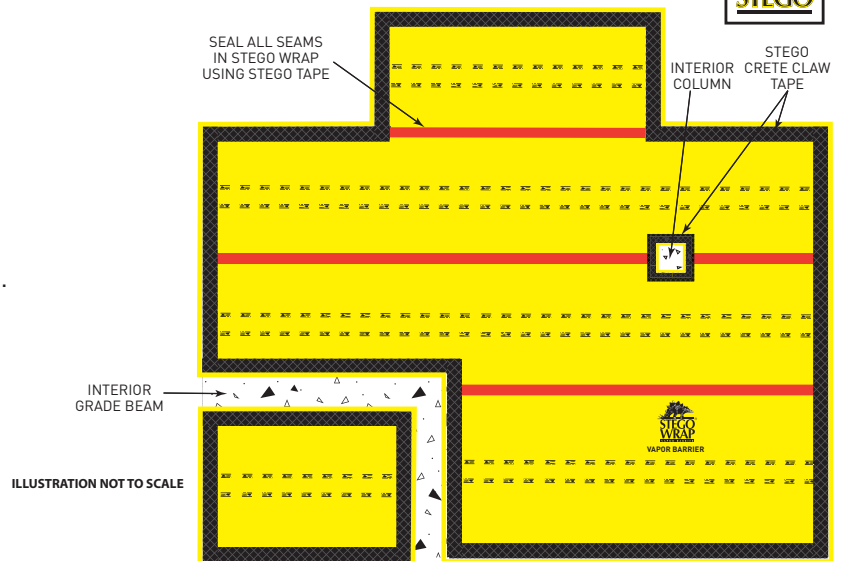 STEGO
SEAL ALL SEAMS
IN STEGO WRAP
USING STEGO TAPE
INTERIOR
COLUMN
STEGO
CRETE CLAW
TAPE
.
INTERIOR
GRADE BEAM
STEGO
WRAP
VAPOR BARRIER
ILLUSTRATION NOT TO SCALE